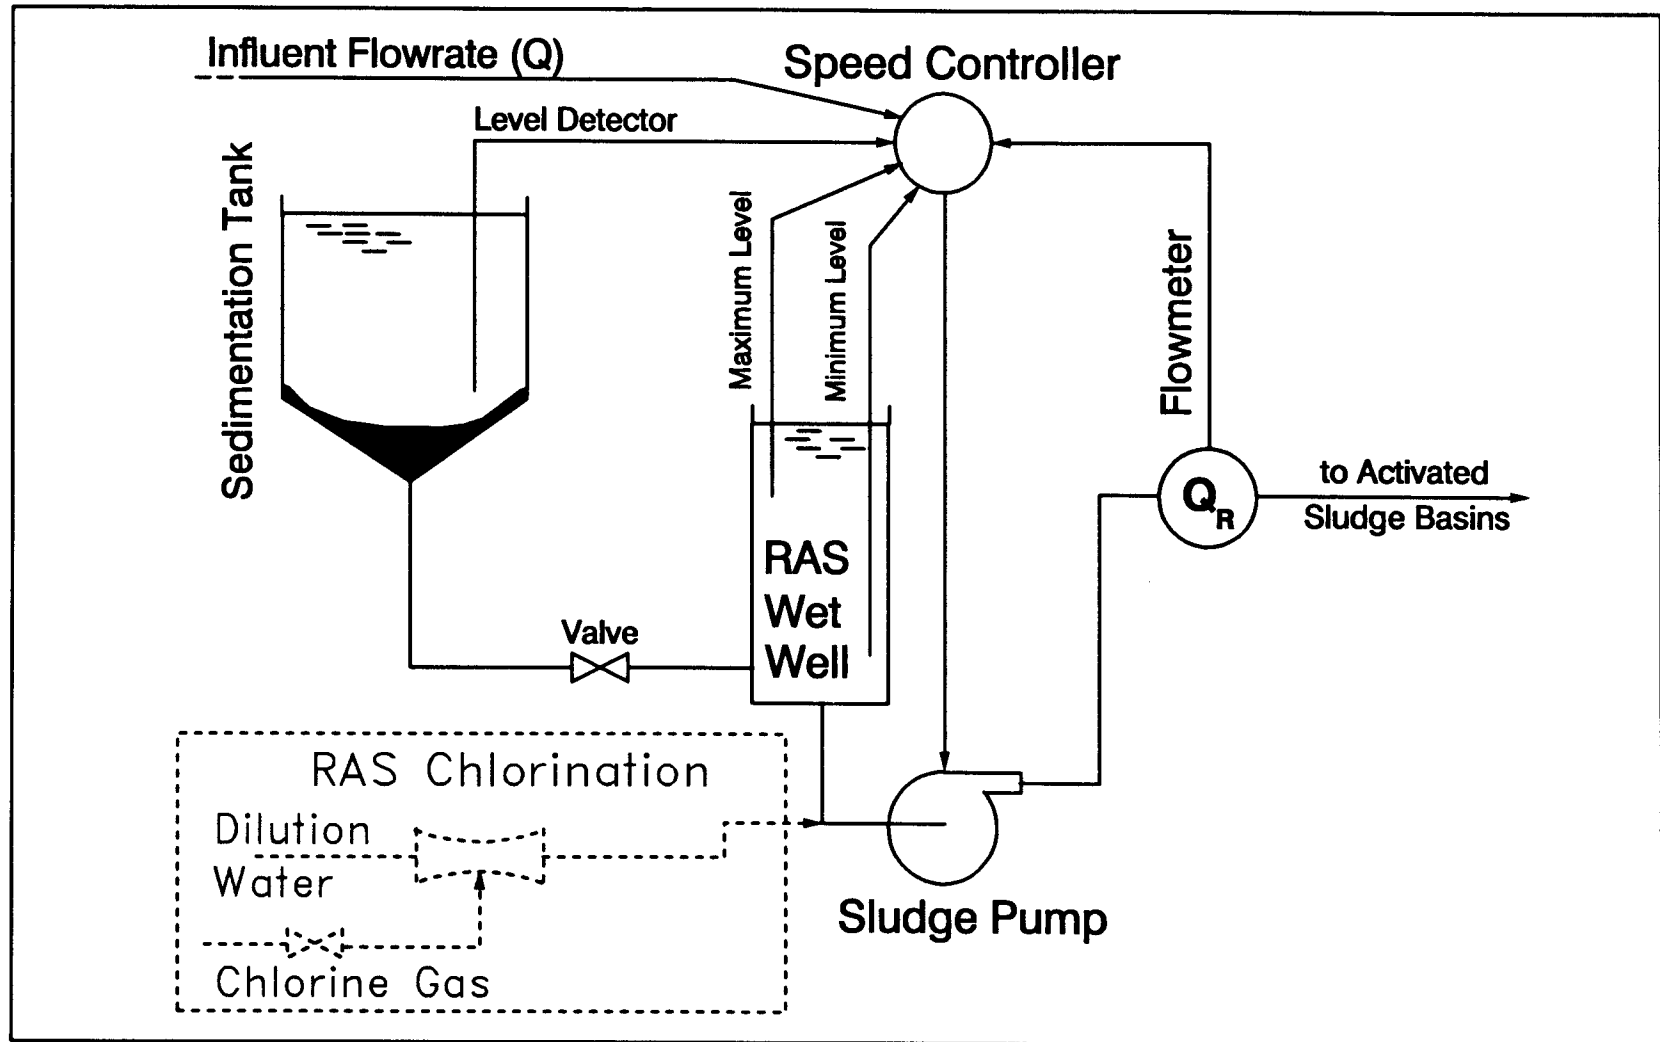 Influent Flowrate (Q)
Speed Controller
Level Detector
Sedimentation Tank
Maximum Level
Minimum Level
Flowmeter
Q_R
to Activated
Sludge Basins
RAS
Wet
Well
Valve
RAS Chlorination
Dilution
Water
Chlorine Gas
Sludge Pump